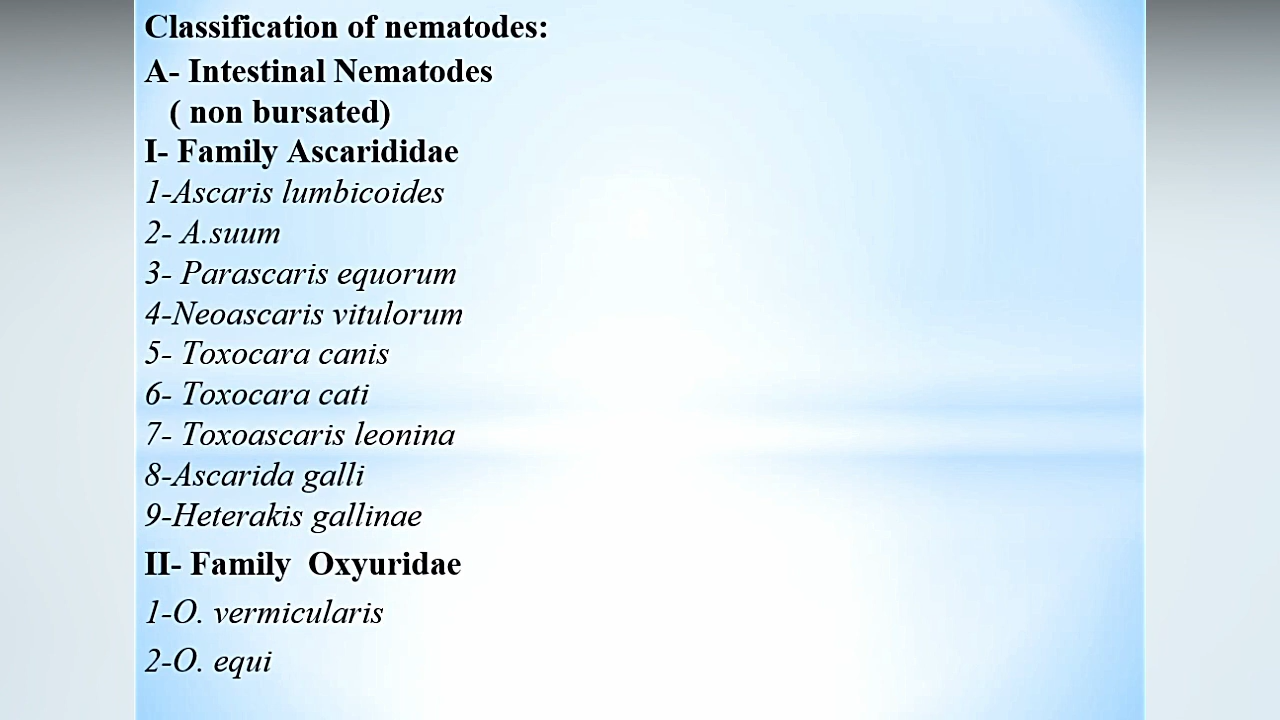 Classification of nematodes:
A- Intestinal Nematodes
( non bursated)
I- Family Ascarididae
1-Ascaris lumbicoides
2- A.suum
3- Parascaris equorum
4-Neoascaris vitulorum
5- Toxocara canis
6- Toxocara cati
7- Toxoascaris leonina
8-Ascarida galli
9-Heterakis gallinae
II- Family Oxyuridae
1-O. vermicularis
2-O. equi